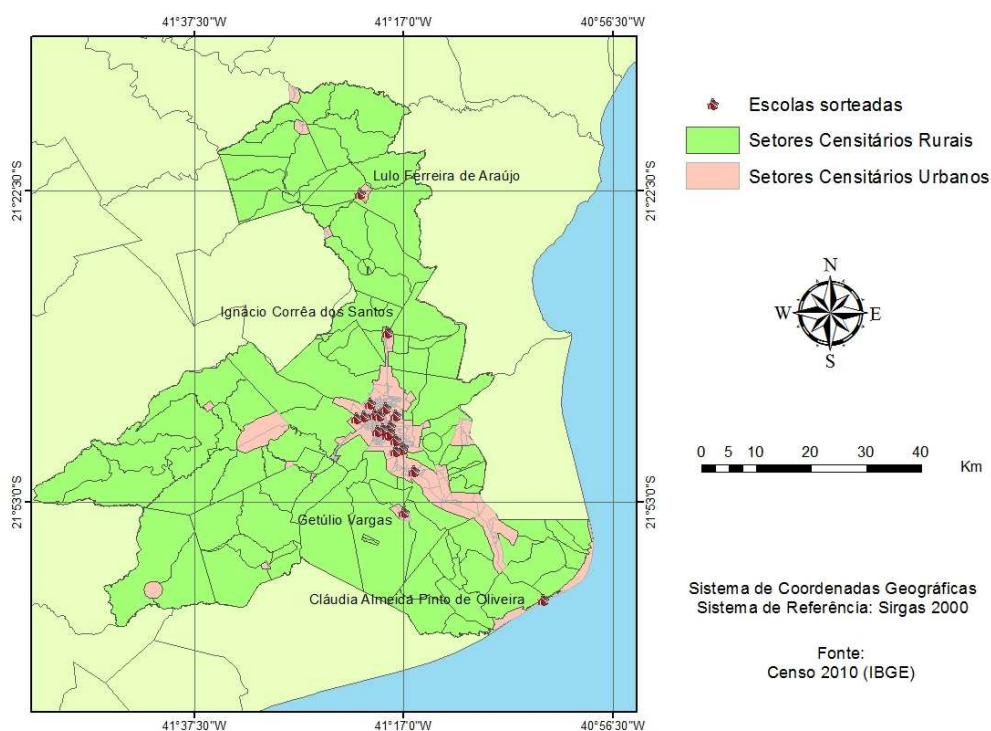 41°37'30"W
41°17'0"W
40°56'30"W
Escolas sorteadas
Setores Censitários Rurais
Setores Censitários Urbanos
21°22'30"S
21°22'30"S
Lulo Ferreira de Araújo
N
W
E
S
Ignácio Corrêa dos Santos
0 5 10 20 30 40
Km
21°53'0"S
21°53'0"S
Getúlio Vargas
Cláudia Almeida Pinto de Oliveira
Sistema de Coordenadas Geográficas
Sistema de Referência: Sirgas 2000
Fonte:
Censo 2010 (IBGE)
41°37'30"W
41°17'0"W
40°56'30"W